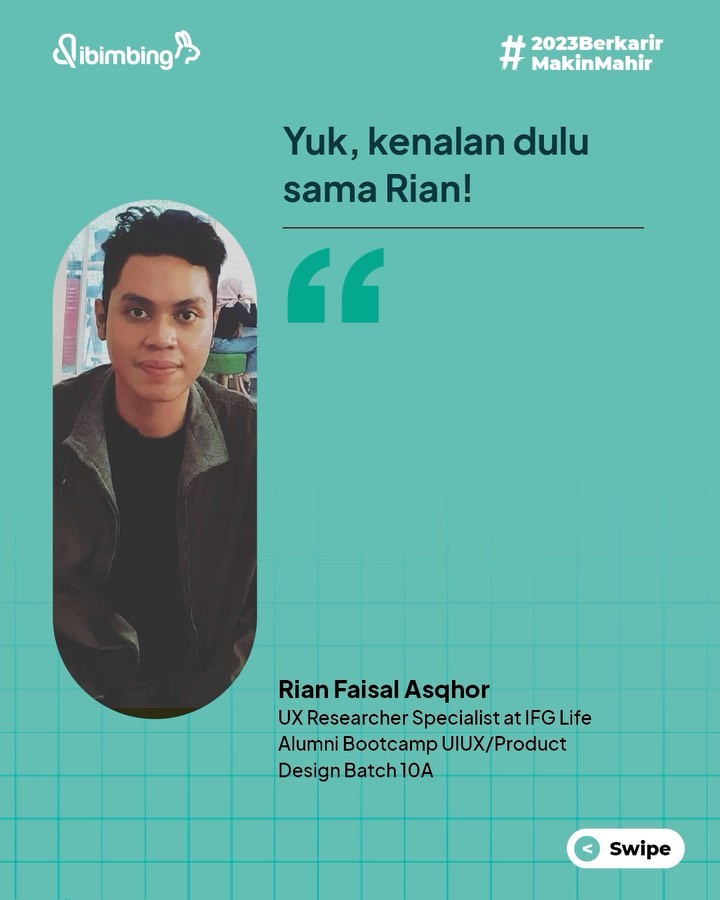 dibimbing
#2023Berkarir
MakinMahir
Yuk, kenalan dulu
sama Rian!
“
Rian Faisal Asqhor
UX Researcher Specialist at IFG Life
Alumni Bootcamp UIUX/Product
Design Batch 10A
< Swipe